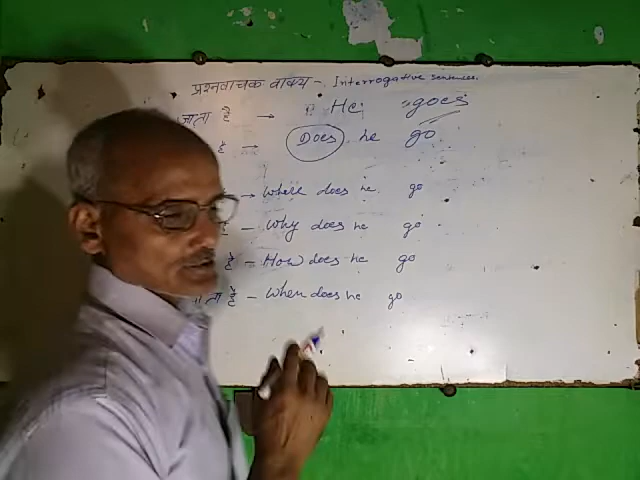 प्रश्नवाचक वाक्य - Interrogative sentences.
जाता है → He goes
है → Does he go
है → where does he go
है - Why does he go
है - How does he go
ता है - When does he go